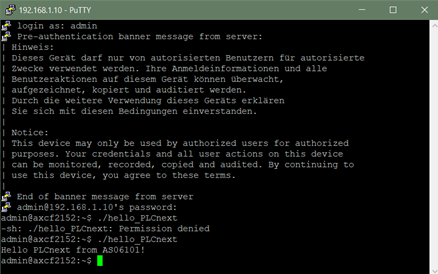 192.168.1.10 - PuTTY
login as: admin
Pre-authentication banner message from server:
| Hinweis:
| Dieses Gerät darf nur von autorisierten Benutzern für autorisierte
| Zwecke verwendet werden. Ihre Anmeldeinformationen und alle
| Benutzeraktionen auf diesem Gerät können überwacht,
| aufgezeichnet, kopiert und auditiert werden.
| Durch die weitere Verwendung dieses Geräts erklären
| Sie sich mit diesen Bedingungen einverstanden.
|
| Notice:
| This device may only be used by authorized users for authorized
| purposes. Your credentials and all user actions on this device
| can be monitored, recorded, copied and audited. By continuing to
| use this device, you agree to these terms.
|
End of banner message from server
admin@192.168.1.10's password:
admin@axcf2152:~$ ./hello_PLCnext
-sh: ./hello_PLCnext: Permission denied
admin@axcf2152:~$ ./hello_PLCnext
Hello PLCnext from AS06101!
admin@axcf2152:~$